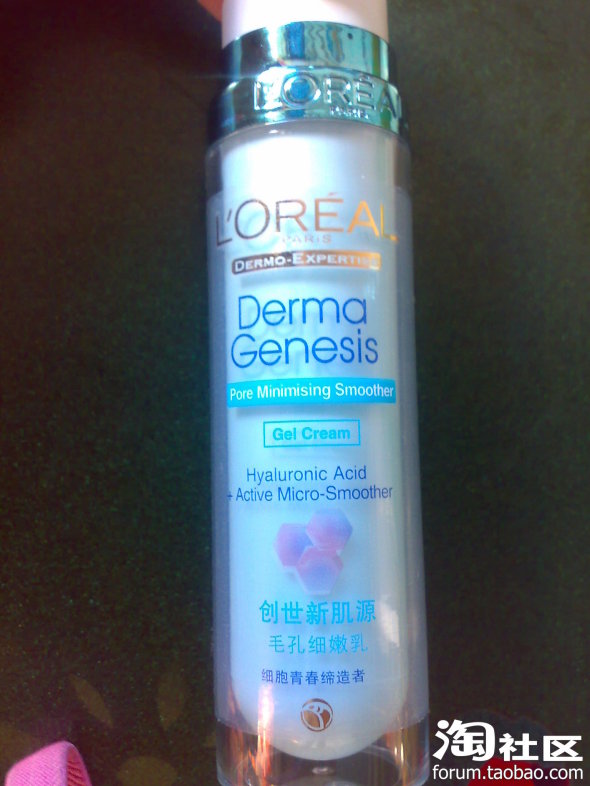 L'ORÉAL
PARIS
L'ORÉAL
PARIS
DERMO-EXPERTISE
Derma
Genesis
Pore Minimising Smoother
Gel Cream
Hyaluronic Acid
+ Active Micro-Smoother
创世新肌源
毛孔细嫩乳
细胞青春缔造者
淘社区
forum.taobao.com